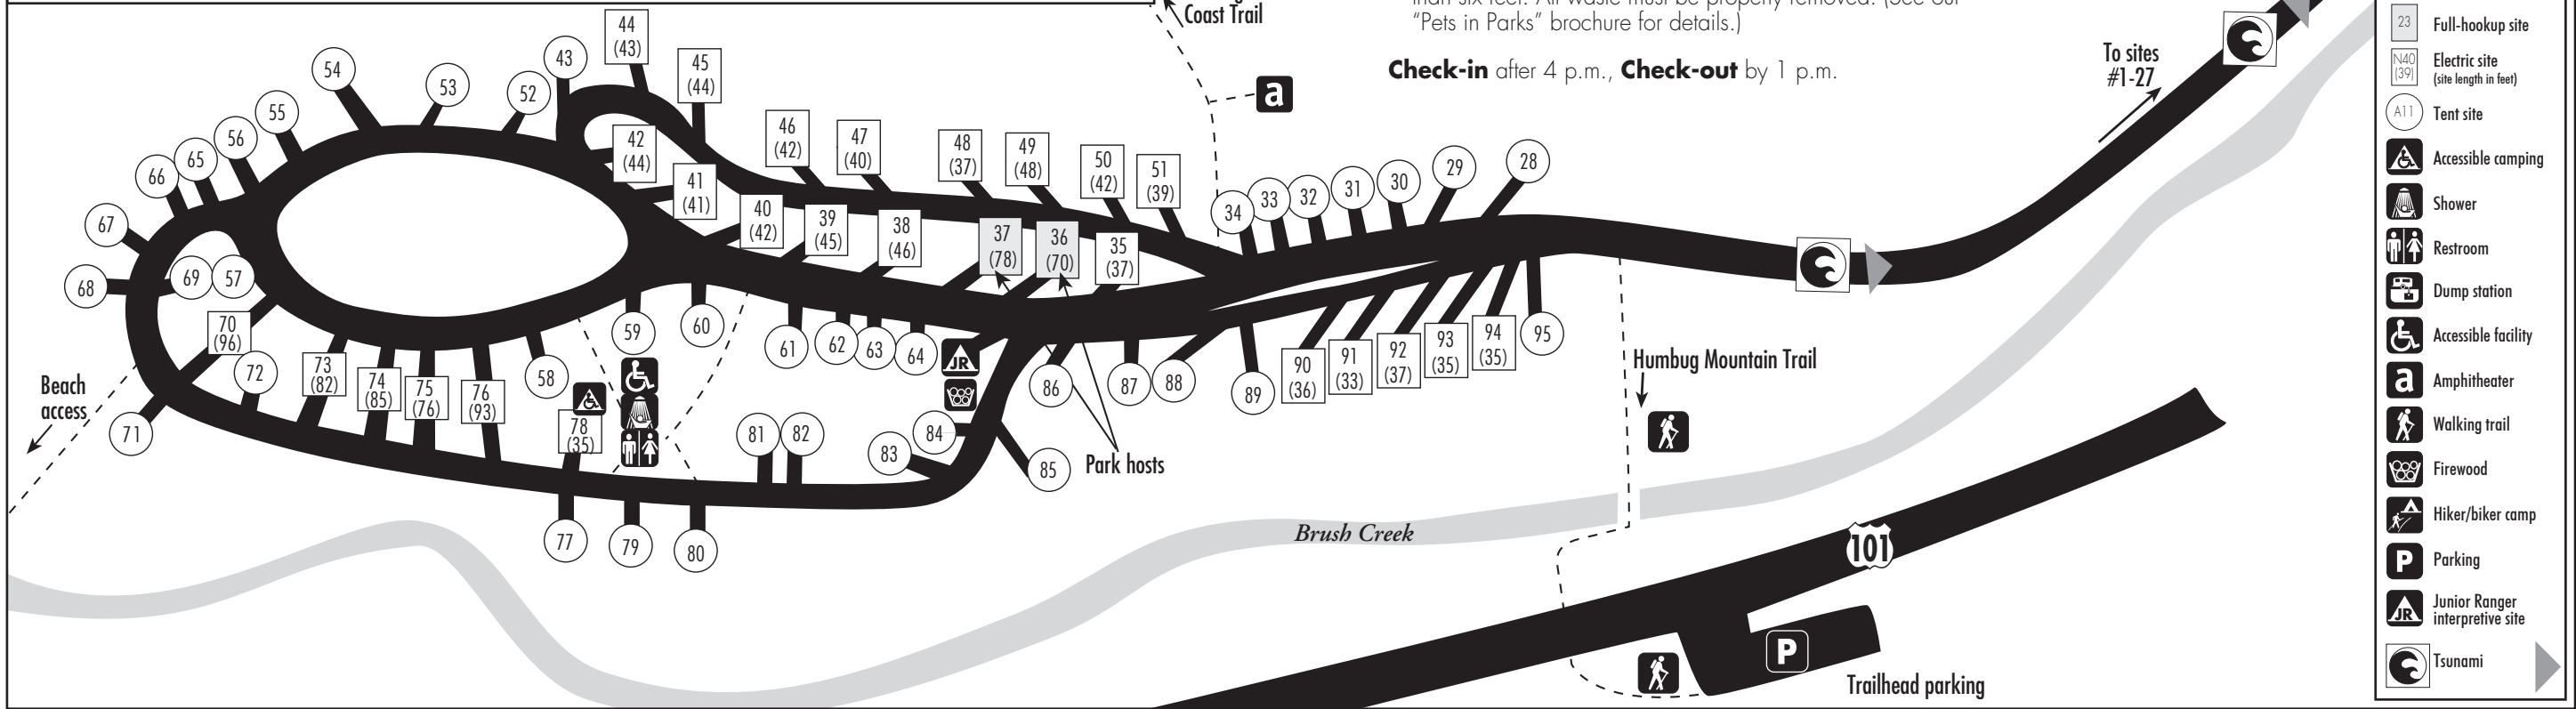 Coast Trail
than six feet. All waste must be properly removed. (See our
“Pets in Parks” brochure for details.)
Check-in after 4 p.m., Check-out by 1 p.m.
To sites
#1-27
a
44
(43)
45
(44)
43
54
53
52
55
56
65
66
67
68
69
57
42
(44)
41
(41)
46
(42)
47
(40)
48
(37)
49
(48)
50
(42)
51
(39)
40
(42)
39
(45)
38
(46)
37
(78)
36
(70)
35
(37)
34
33
32
31
30
29
28
70
(96)
72
71
73
(82)
74
(85)
75
(76)
76
(93)
58
59
60
61
62
63
64
JR
78
(35)
77
79
80
81
82
83
84
85
86
87
88
89
90
(36)
91
(33)
92
(37)
93
(35)
94
(35)
95
Beach
access
Park hosts
Humbug Mountain Trail
Brush Creek
101
P
Trailhead parking
23
Full-hookup site
N40
(39)
Electric site
(site length in feet)
A11
Tent site
Accessible camping
Shower
Restroom
Dump station
Accessible facility
a
Amphitheater
Walking trail
Firewood
Hiker/biker camp
P
Parking
JR
Junior Ranger
interpretive site
Tsunami